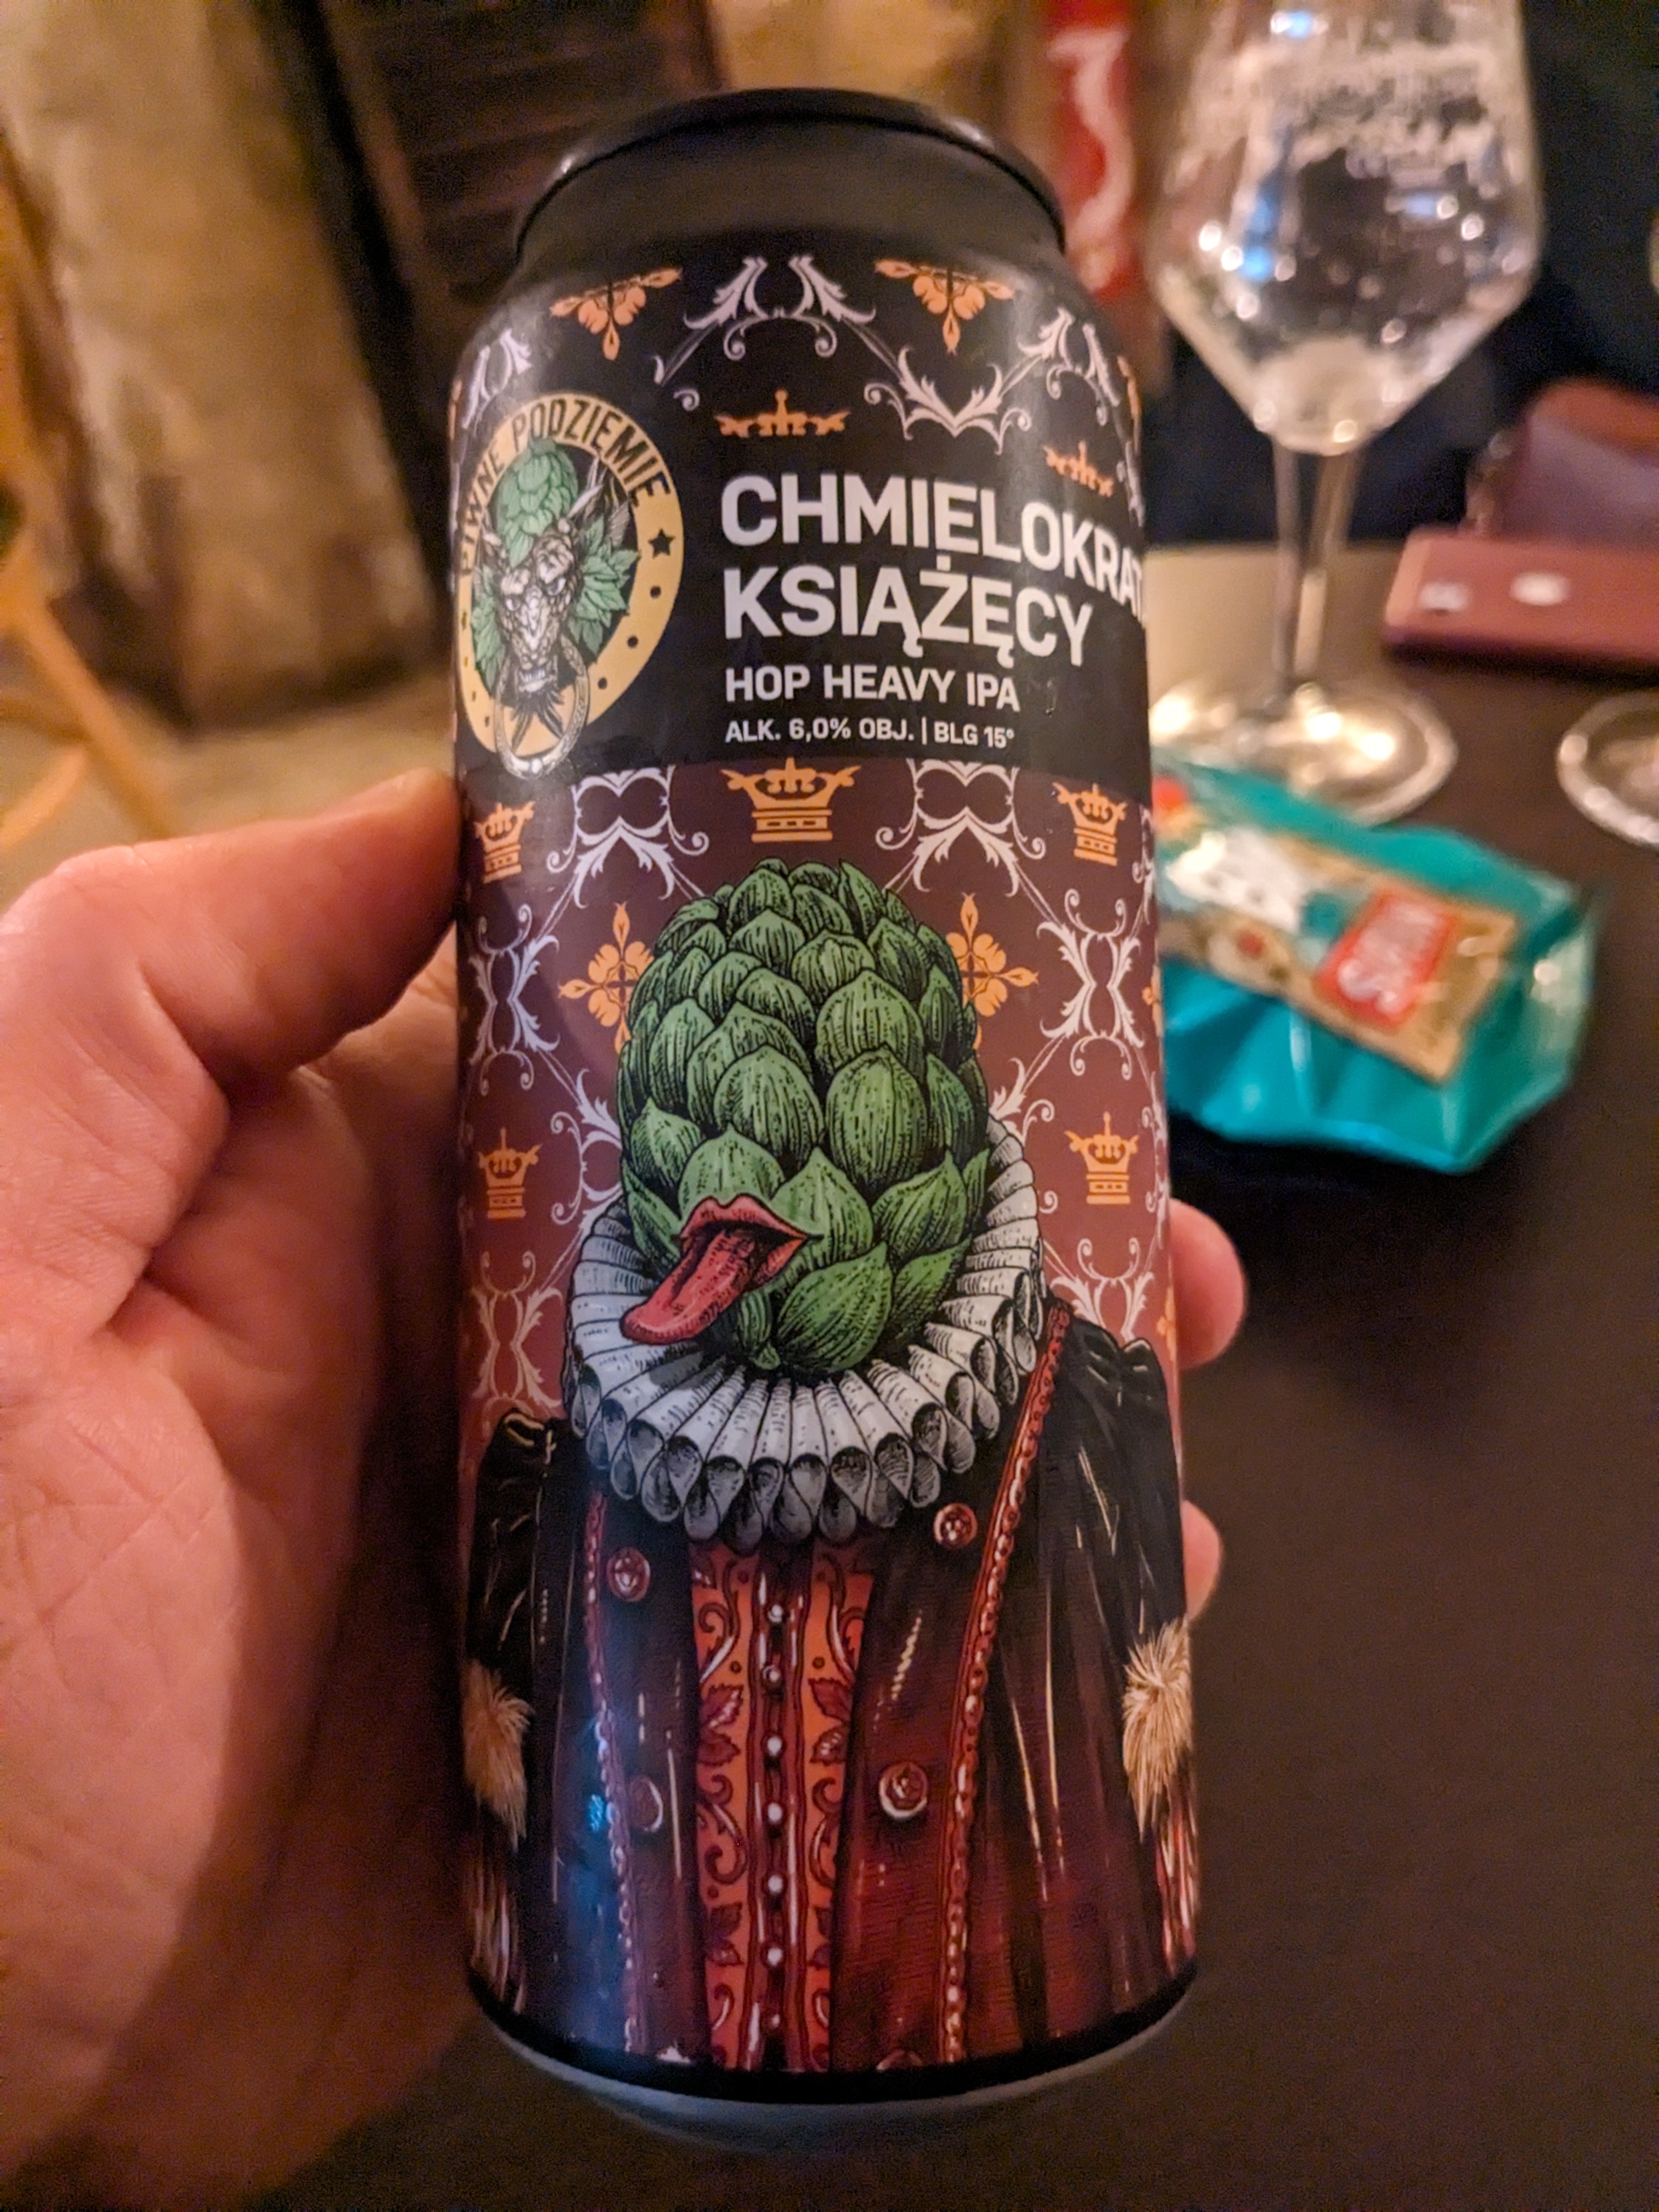 PIWNE PODZIEMIE
CHMIELOKRAT
KSIĄŻĘCY
HOP HEAVY IPA
ALK. 6,0% OBJ. | BLG 15°